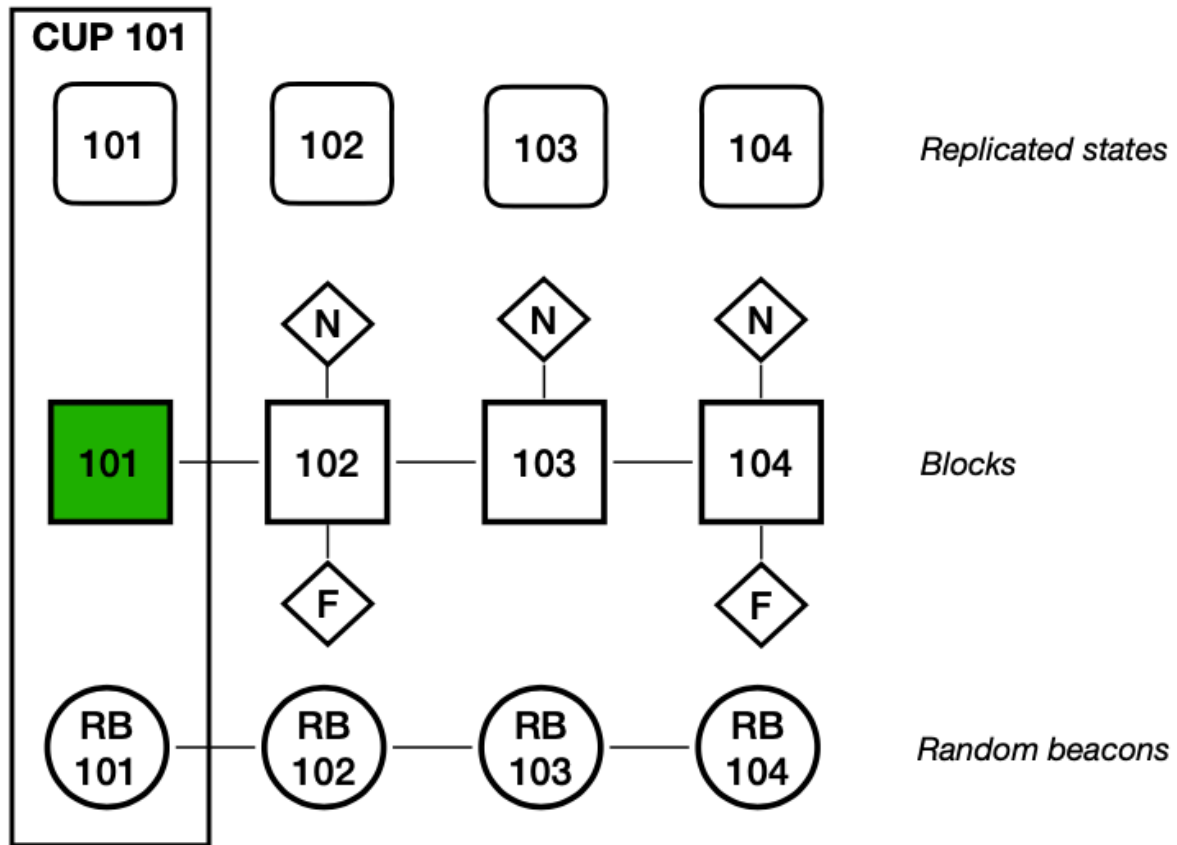 CUP 101
101 102 103 104 Replicated states
N N N
101 102 103 104 Blocks
F F
RB RB RB RB
101 102 103 104 Random beacons